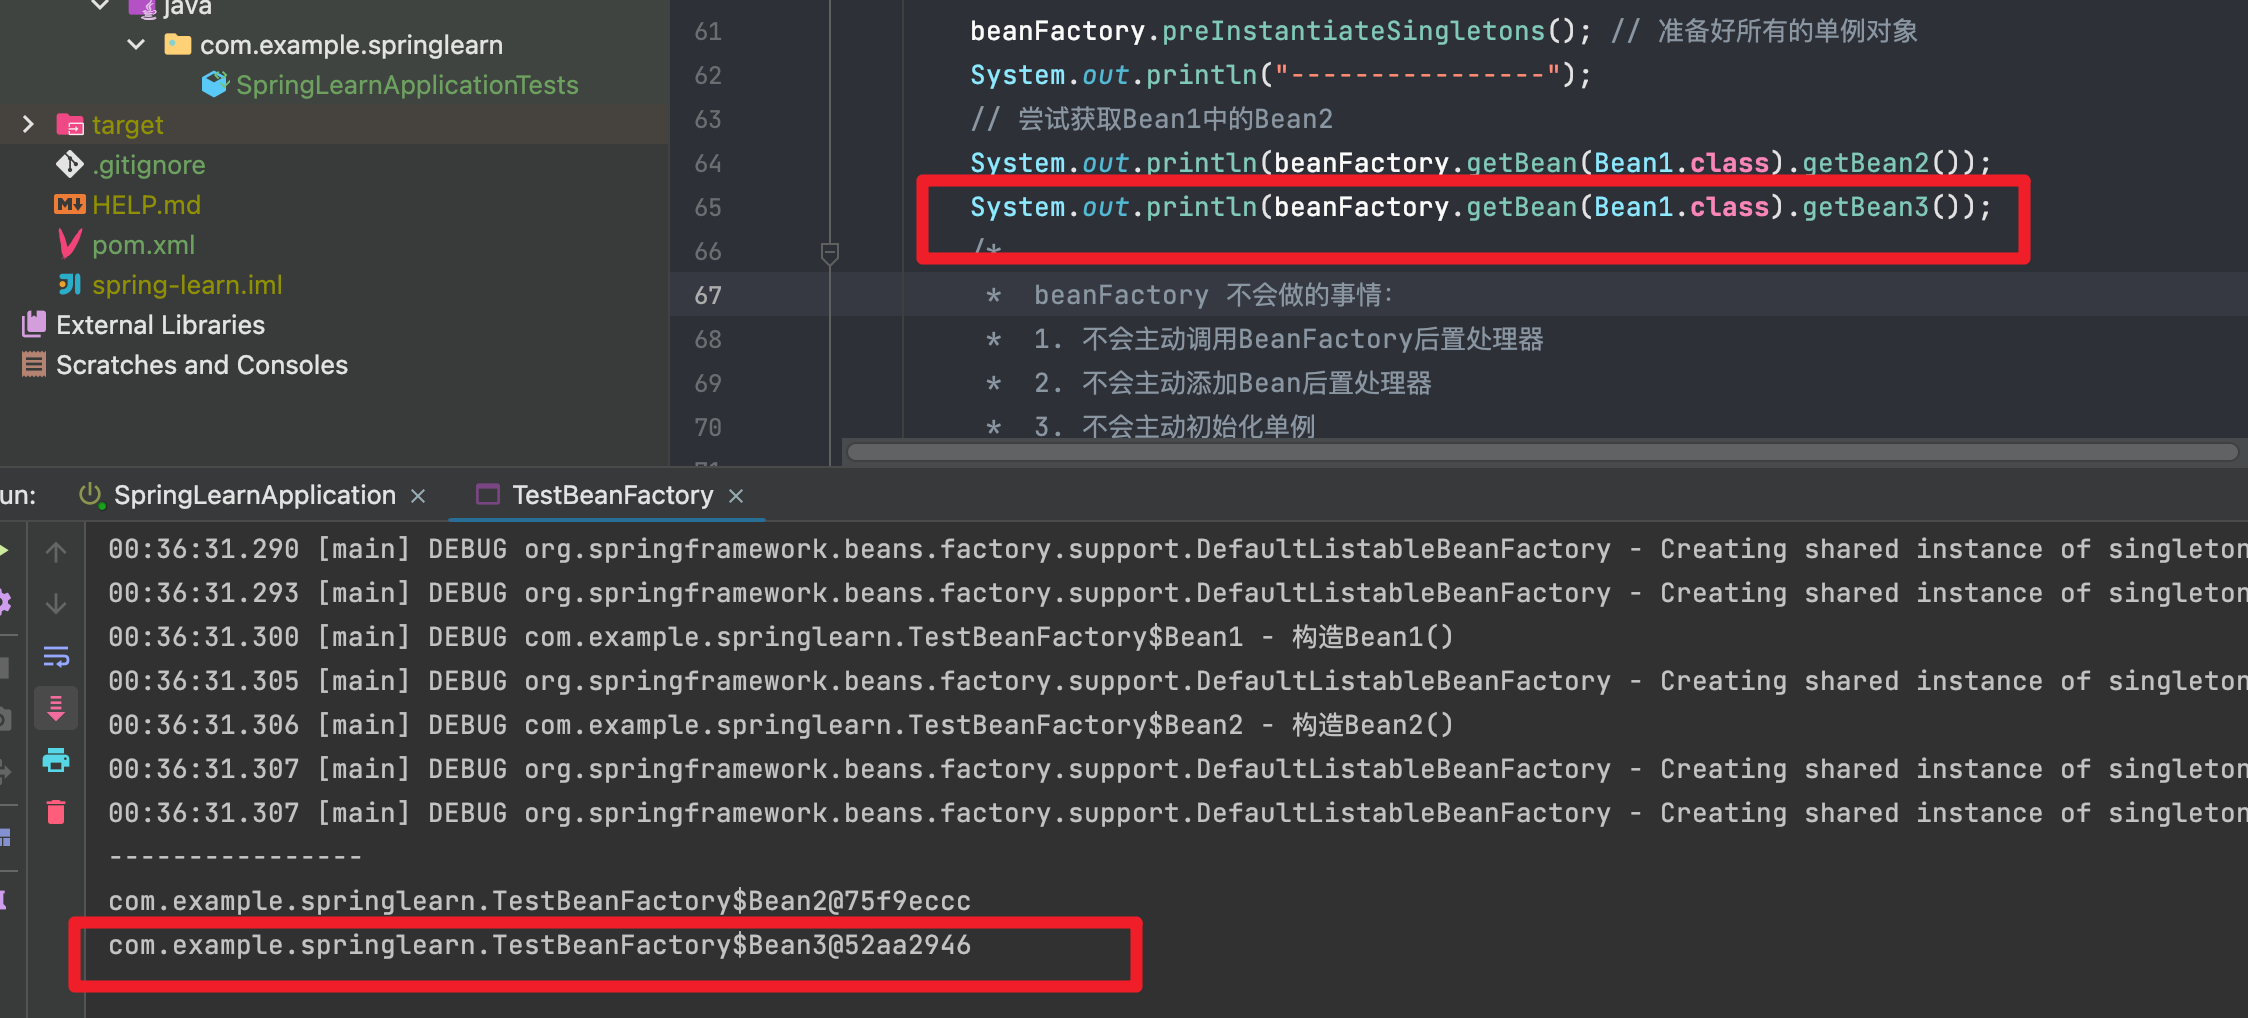 java
com.example.springlearn
SpringLearnApplicationTests
target
.gitignore
HELP.md
pom.xml
spring-learn.iml
External Libraries
Scratches and Consoles
61 beanFactory.preInstantiateSingletons(); // 准备好所有的单例对象
62 System.out.println("----------------");
63 // 尝试获取Bean1中的Bean2
64 System.out.println(beanFactory.getBean(Bean1.class).getBean2());
65 System.out.println(beanFactory.getBean(Bean1.class).getBean3());
66 /*
67 * beanFactory 不会做的事情:
68 * 1. 不会主动调用BeanFactory后置处理器
69 * 2. 不会主动添加Bean后置处理器
70 * 3. 不会主动初始化单例
71
un: SpringLearnApplication × TestBeanFactory ×
00:36:31.290 [main] DEBUG org.springframework.beans.factory.support.DefaultListableBeanFactory - Creating shared instance of singleton
00:36:31.293 [main] DEBUG org.springframework.beans.factory.support.DefaultListableBeanFactory - Creating shared instance of singleton
00:36:31.300 [main] DEBUG com.example.springlearn.TestBeanFactory$Bean1 - 构造Bean1()
00:36:31.305 [main] DEBUG org.springframework.beans.factory.support.DefaultListableBeanFactory - Creating shared instance of singleton
00:36:31.306 [main] DEBUG com.example.springlearn.TestBeanFactory$Bean2 - 构造Bean2()
00:36:31.307 [main] DEBUG org.springframework.beans.factory.support.DefaultListableBeanFactory - Creating shared instance of singleton
00:36:31.307 [main] DEBUG org.springframework.beans.factory.support.DefaultListableBeanFactory - Creating shared instance of singleton
----------------
com.example.springlearn.TestBeanFactory$Bean2@75f9eccc
com.example.springlearn.TestBeanFactory$Bean3@52aa2946